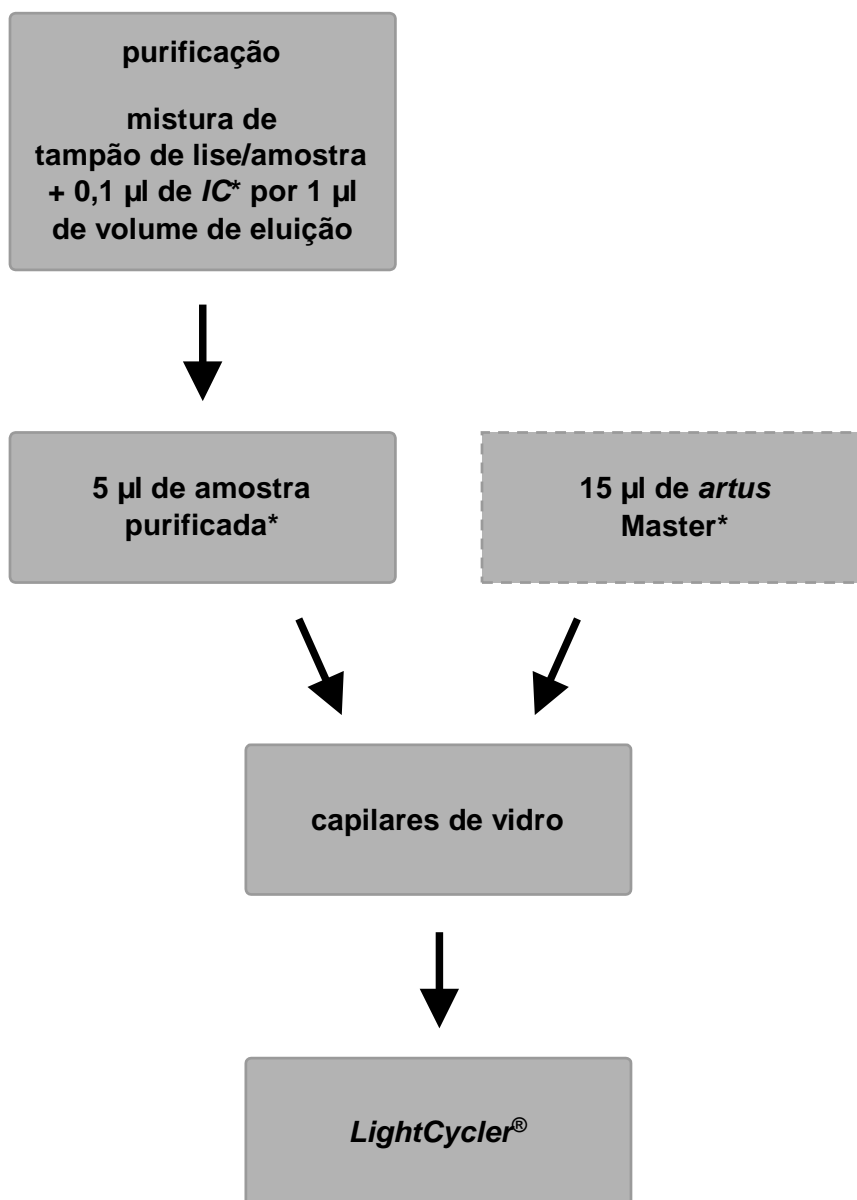 purificação
mistura de
tampão de lise/amostra
+ 0,1 µl de IC* por 1 µl
de volume de eluição
5 µl de amostra
purificada*
15 µl de artus
Master*
capilares de vidro
LightCycler®